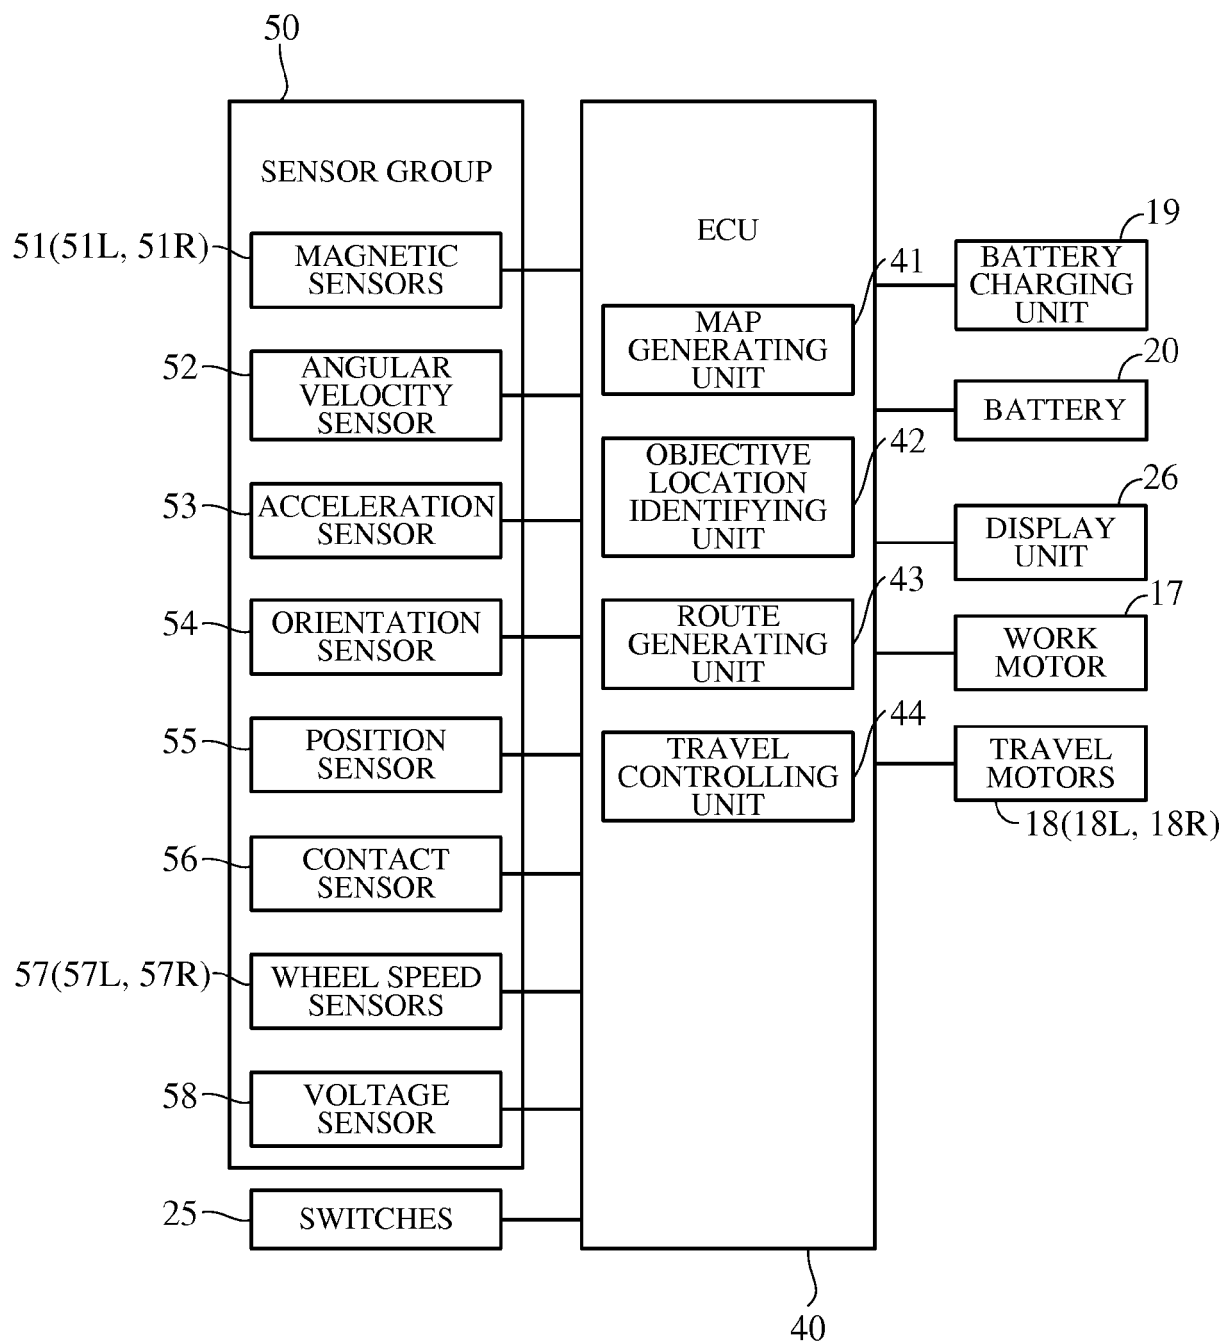 50
SENSOR GROUP
51(51L, 51R)
MAGNETIC
SENSORS
52
ANGULAR
VELOCITY
SENSOR
53
ACCELERATION
SENSOR
54
ORIENTATION
SENSOR
55
POSITION
SENSOR
56
CONTACT
SENSOR
57(57L, 57R)
WHEEL SPEED
SENSORS
58
VOLTAGE
SENSOR
25
SWITCHES
ECU
41
MAP
GENERATING
UNIT
42
OBJECTIVE
LOCATION
IDENTIFYING
UNIT
43
ROUTE
GENERATING
UNIT
44
TRAVEL
CONTROLLING
UNIT
40
19
BATTERY
CHARGING
UNIT
20
BATTERY
26
DISPLAY
UNIT
17
WORK
MOTOR
TRAVEL
MOTORS
18(18L, 18R)